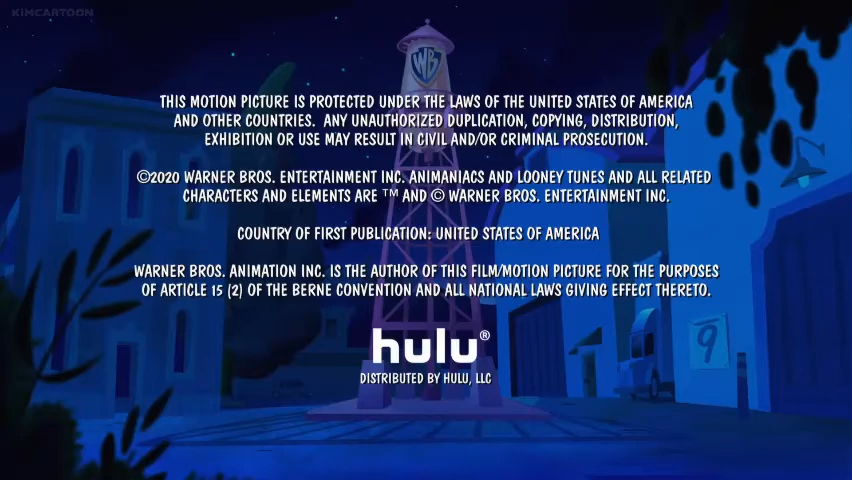 KIMCARTOON
WB
THIS MOTION PICTURE IS PROTECTED UNDER THE LAWS OF THE UNITED STATES OF AMERICA
AND OTHER COUNTRIES. ANY UNAUTHORIZED DUPLICATION, COPYING, DISTRIBUTION,
EXHIBITION OR USE MAY RESULT IN CIVIL AND/OR CRIMINAL PROSECUTION.
©2020 WARNER BROS. ENTERTAINMENT INC. ANIMANIACS AND LOONEY TUNES AND ALL RELATED
CHARACTERS AND ELEMENTS ARE ™ AND © WARNER BROS. ENTERTAINMENT INC.
COUNTRY OF FIRST PUBLICATION: UNITED STATES OF AMERICA
WARNER BROS. ANIMATION INC. IS THE AUTHOR OF THIS FILM/MOTION PICTURE FOR THE PURPOSES
OF ARTICLE 15 (2) OF THE BERNE CONVENTION AND ALL NATIONAL LAWS GIVING EFFECT THERETO.
hulu®
DISTRIBUTED BY HULU, LLC
9